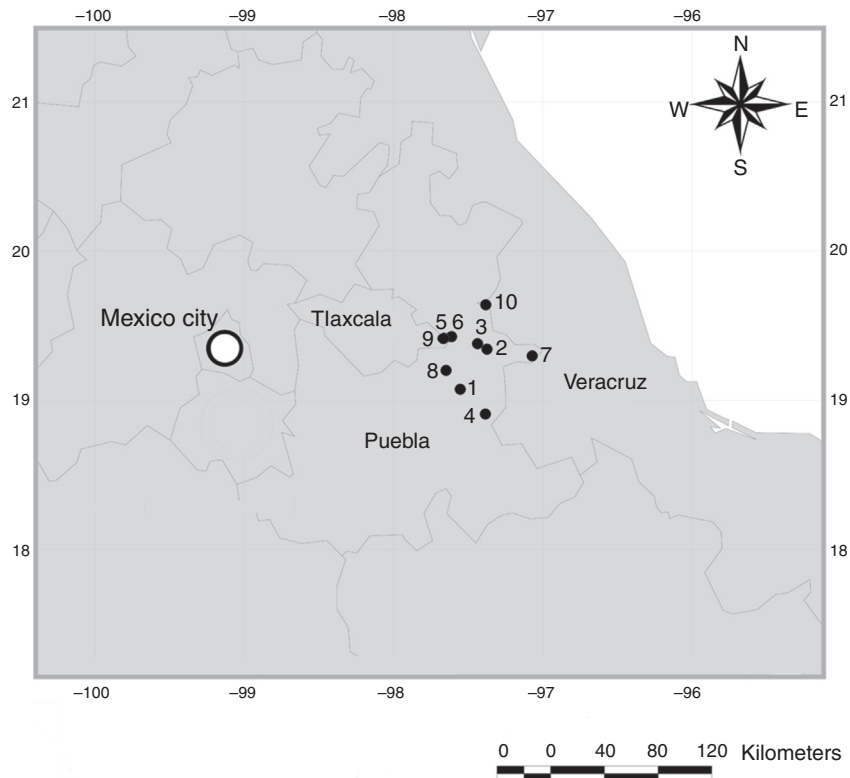 –100 –99 –98 –97 –96
N
21 21
W E
S
20
20
10
Mexico city Tlaxcala
5 6 3
9 2 7
8 Veracruz
1
19 19
4
Puebla
18 18
–100 –99 –98 –97 –96
0 0 40 80 120 Kilometers